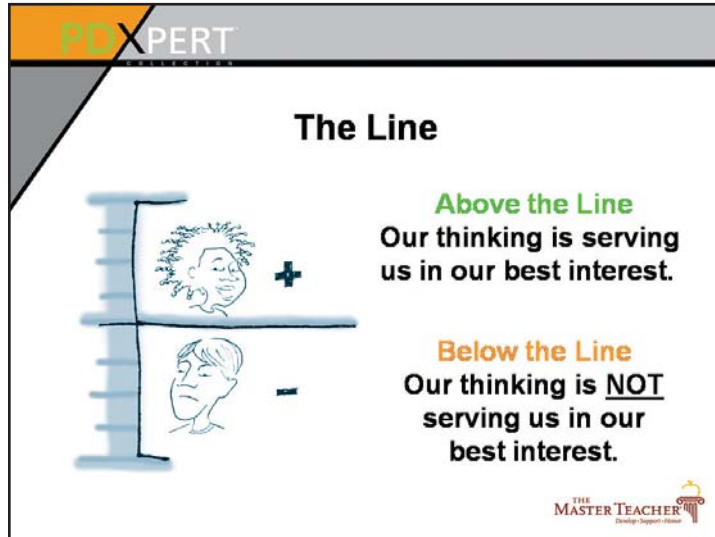 PDXPERT
COLLECTION
The Line
Above the Line
Our thinking is serving
us in our best interest.
+
Below the Line
Our thinking is NOT
serving us in our
best interest.
-
THE
MASTER TEACHER
Develop • Support • Honor